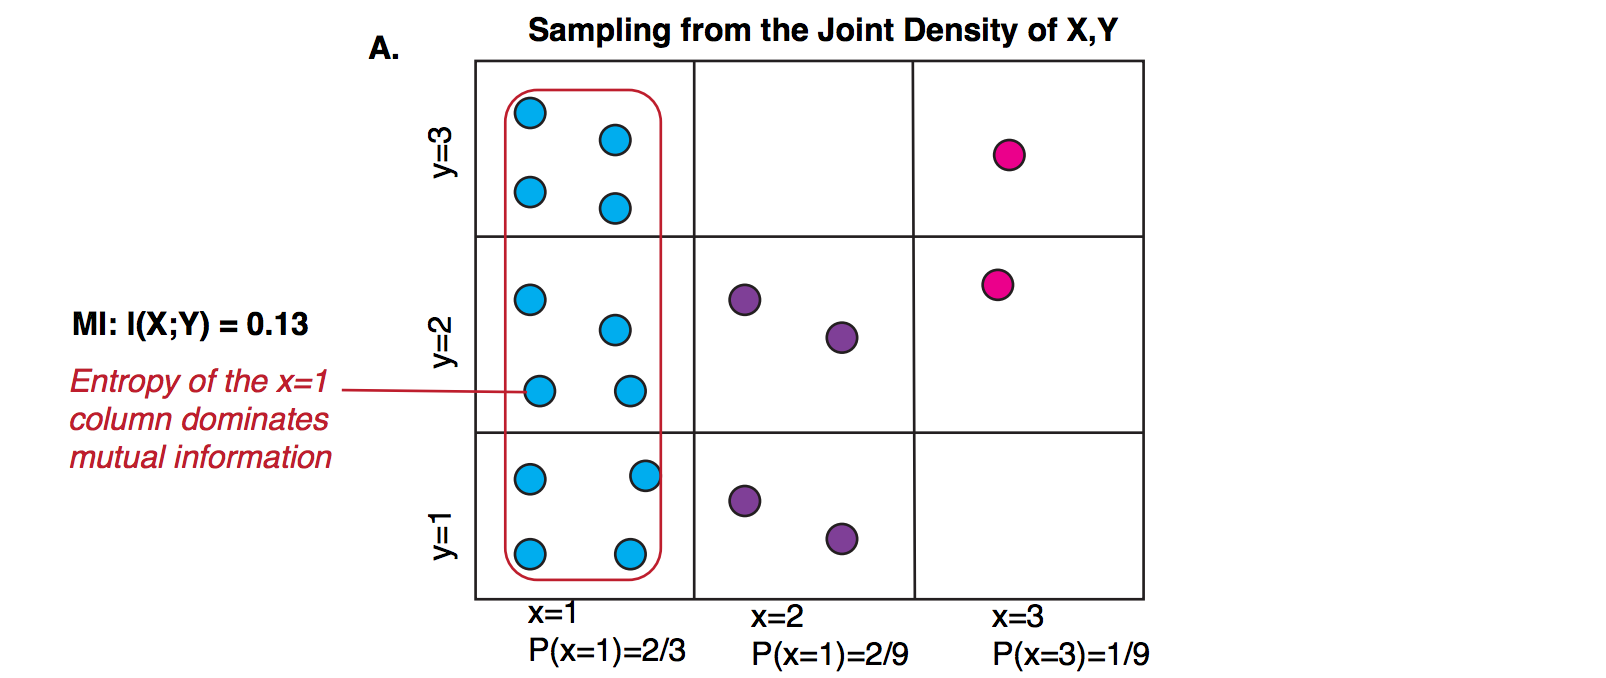 Sampling from the Joint Density of X,Y
A.
y=3
y=2
y=1
MI: I(X;Y) = 0.13
Entropy of the x=1
column dominates
mutual information
x=1
P(x=1)=2/3
x=2
P(x=1)=2/9
x=3
P(x=3)=1/9